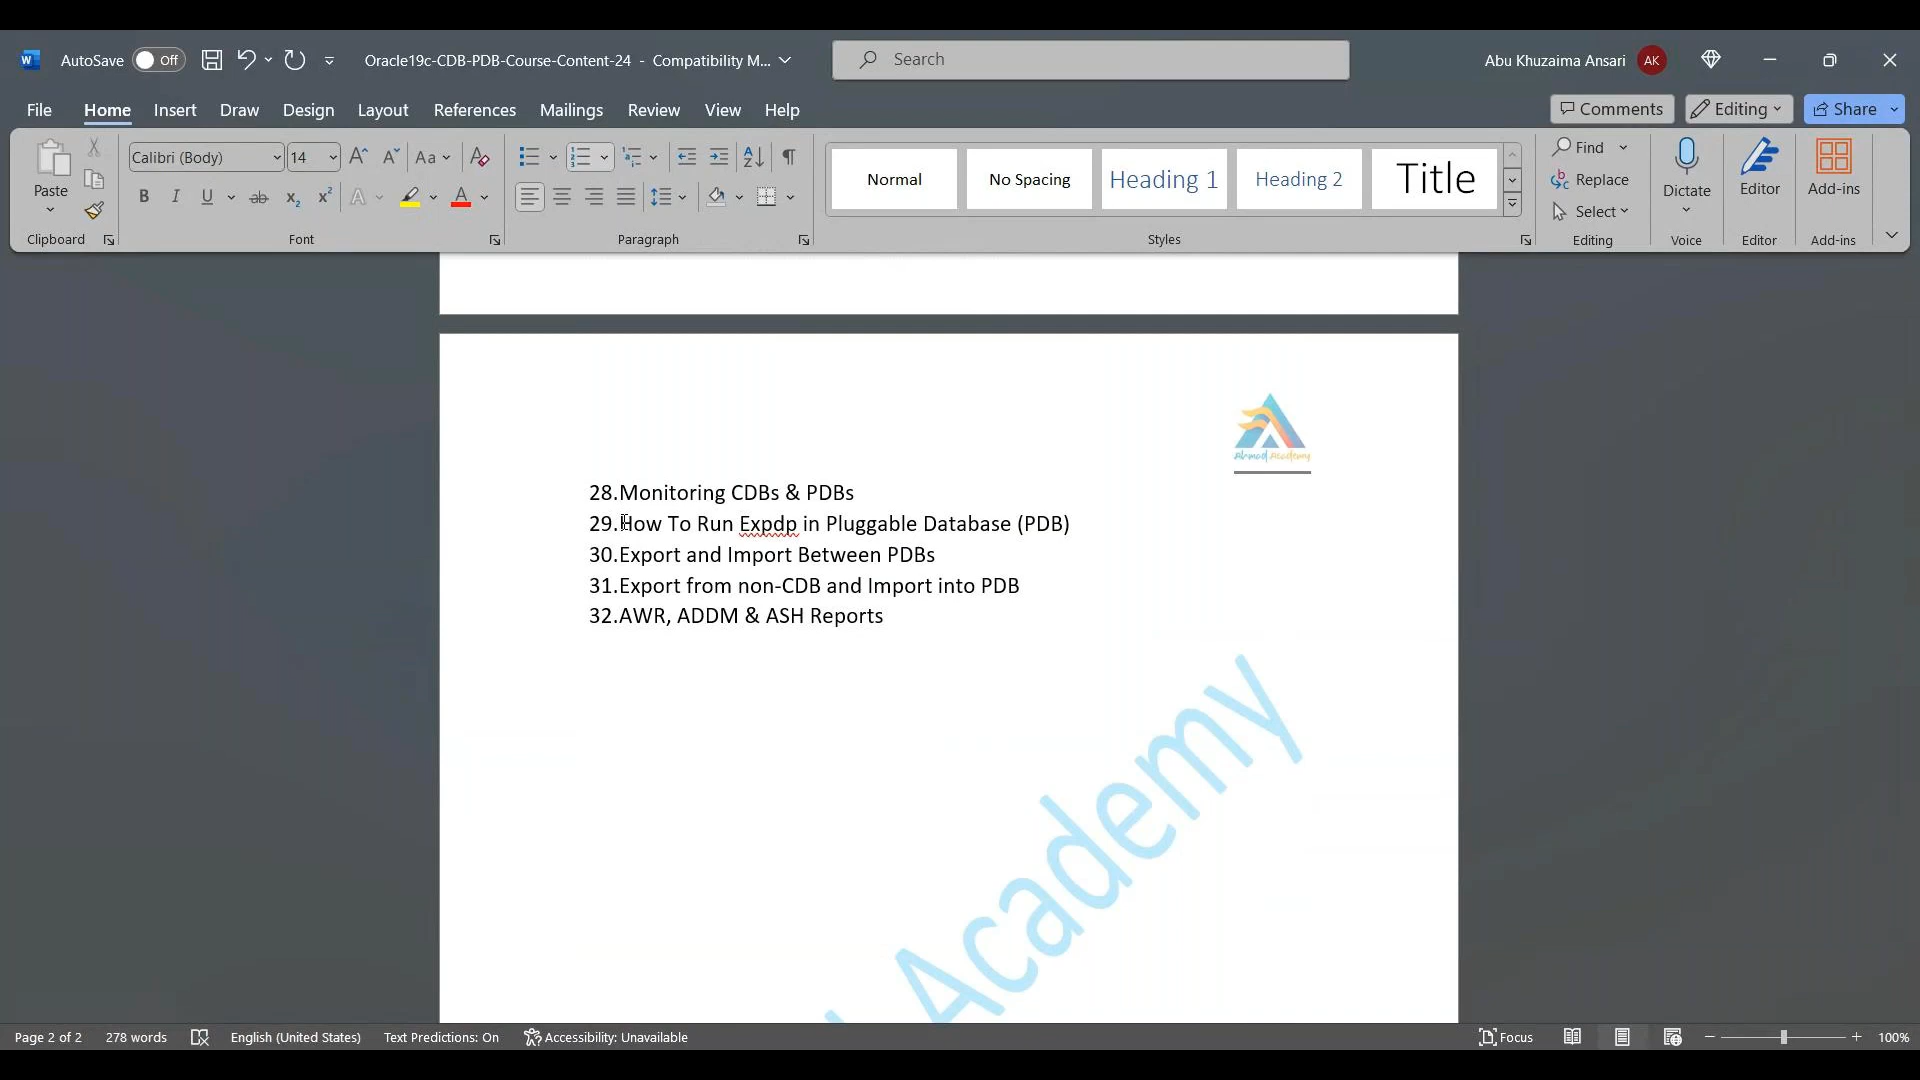 AutoSave Off Oracle19c-CDB-PDB-Course-Content-24 - Compatibility M... Search Abu Khuzaima Ansari AK
File Home Insert Draw Design Layout References Mailings Review View Help Comments Editing Share
Paste Calibri (Body) 14 Aa Normal No Spacing Heading 1 Heading 2 Title Find Replace Select Dictate Editor Add-ins
Clipboard Font Paragraph Styles Editing Voice Editor Add-ins
Ahmad Academy
28.Monitoring CDBs & PDBs
29.How To Run Expdp in Pluggable Database (PDB)
30.Export and Import Between PDBs
31.Export from non-CDB and Import into PDB
32.AWR, ADDM & ASH Reports
Academy
Page 2 of 2 278 words English (United States) Text Predictions: On Accessibility: Unavailable Focus 100%